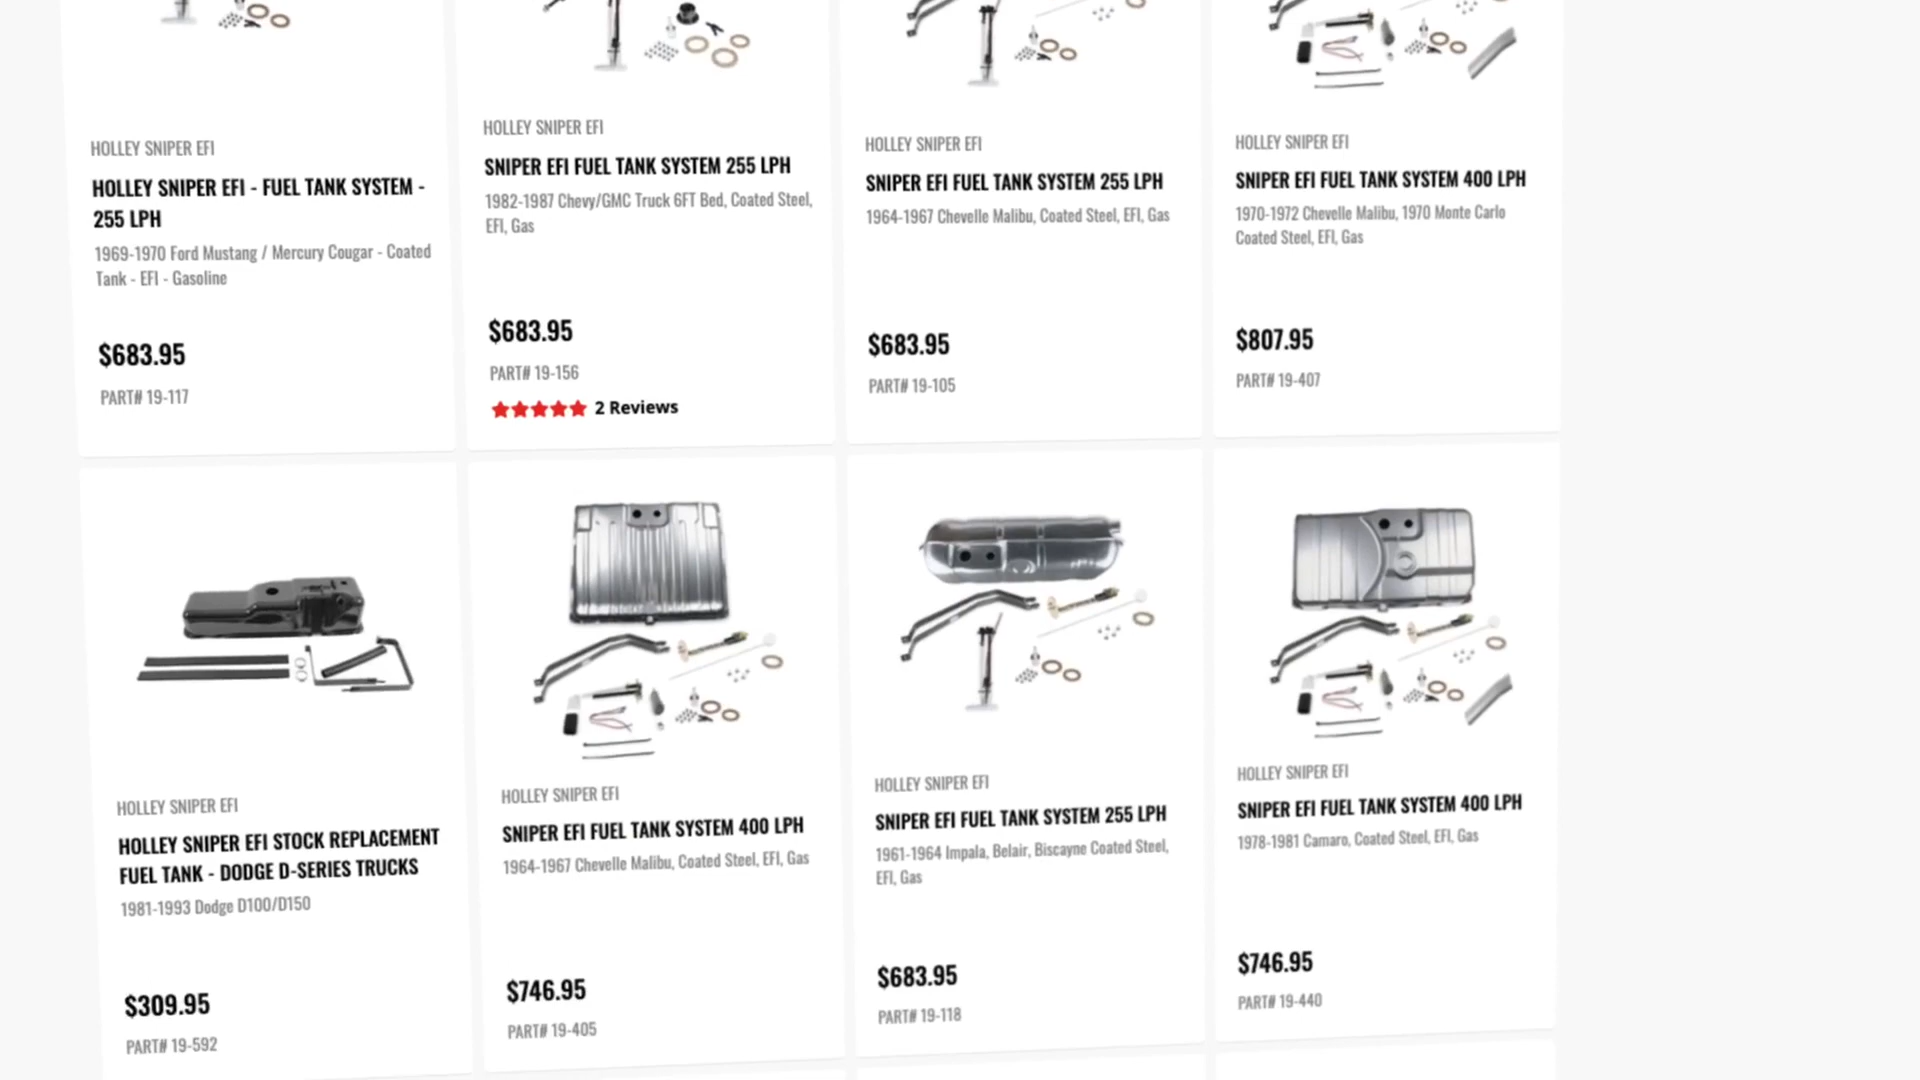 HOLLEY SNIPER EFI
HOLLEY SNIPER EFI - FUEL TANK SYSTEM -
255 LPH
1969-1970 Ford Mustang / Mercury Cougar - Coated
Tank - EFI - Gasoline
$683.95
PART# 19-117
HOLLEY SNIPER EFI
SNIPER EFI FUEL TANK SYSTEM 255 LPH
1982-1987 Chevy/GMC Truck 6FT Bed, Coated Steel,
EFI, Gas
$683.95
PART# 19-156
2 Reviews
HOLLEY SNIPER EFI
SNIPER EFI FUEL TANK SYSTEM 255 LPH
1964-1967 Chevelle Malibu, Coated Steel, EFI, Gas
$683.95
PART# 19-105
HOLLEY SNIPER EFI
SNIPER EFI FUEL TANK SYSTEM 400 LPH
1970-1972 Chevelle Malibu, 1970 Monte Carlo
Coated Steel, EFI, Gas
$807.95
PART# 19-407
HOLLEY SNIPER EFI
HOLLEY SNIPER EFI STOCK REPLACEMENT
FUEL TANK - DODGE D-SERIES TRUCKS
1981-1993 Dodge D100/D150
$309.95
PART# 19-592
HOLLEY SNIPER EFI
SNIPER EFI FUEL TANK SYSTEM 400 LPH
1964-1967 Chevelle Malibu, Coated Steel, EFI, Gas
$746.95
PART# 19-405
HOLLEY SNIPER EFI
SNIPER EFI FUEL TANK SYSTEM 255 LPH
1961-1964 Impala, Belair, Biscayne Coated Steel,
EFI, Gas
$683.95
PART# 19-118
HOLLEY SNIPER EFI
SNIPER EFI FUEL TANK SYSTEM 400 LPH
1978-1981 Camaro, Coated Steel, EFI, Gas
$746.95
PART# 19-440